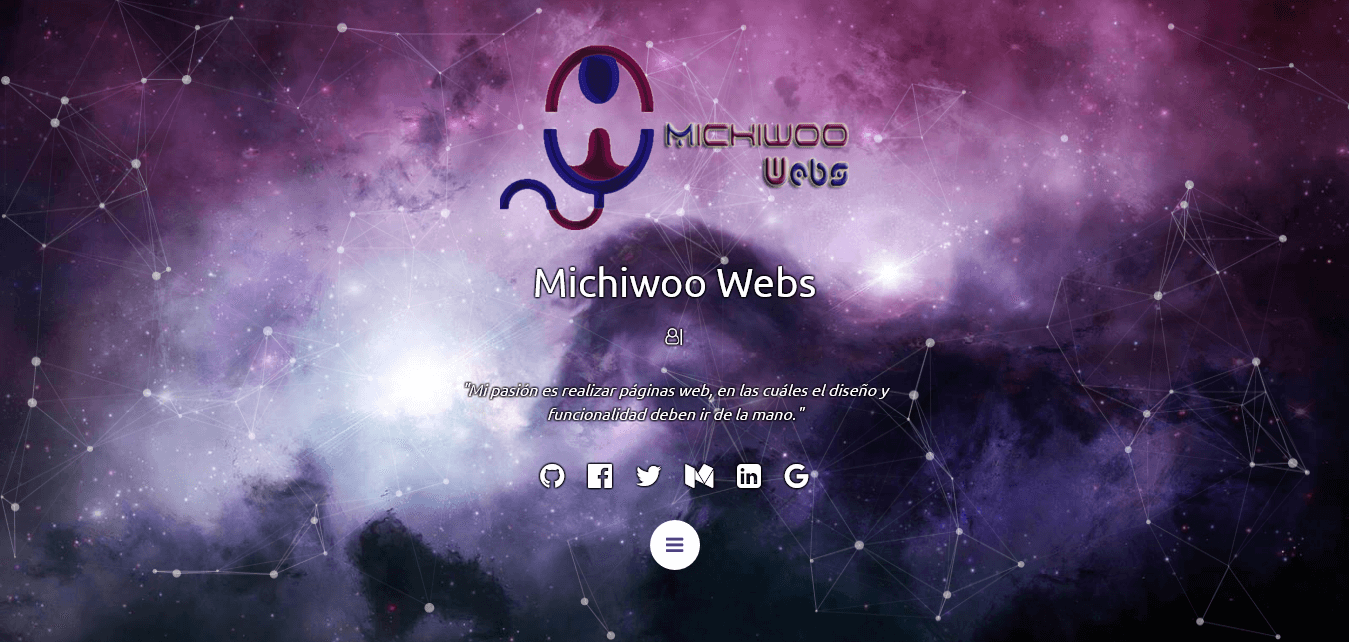 MICHIWOO
Webs
Michiwoo Webs
"Mi pasión es realizar páginas web, en las cuáles el diseño y
funcionalidad deben ir de la mano."